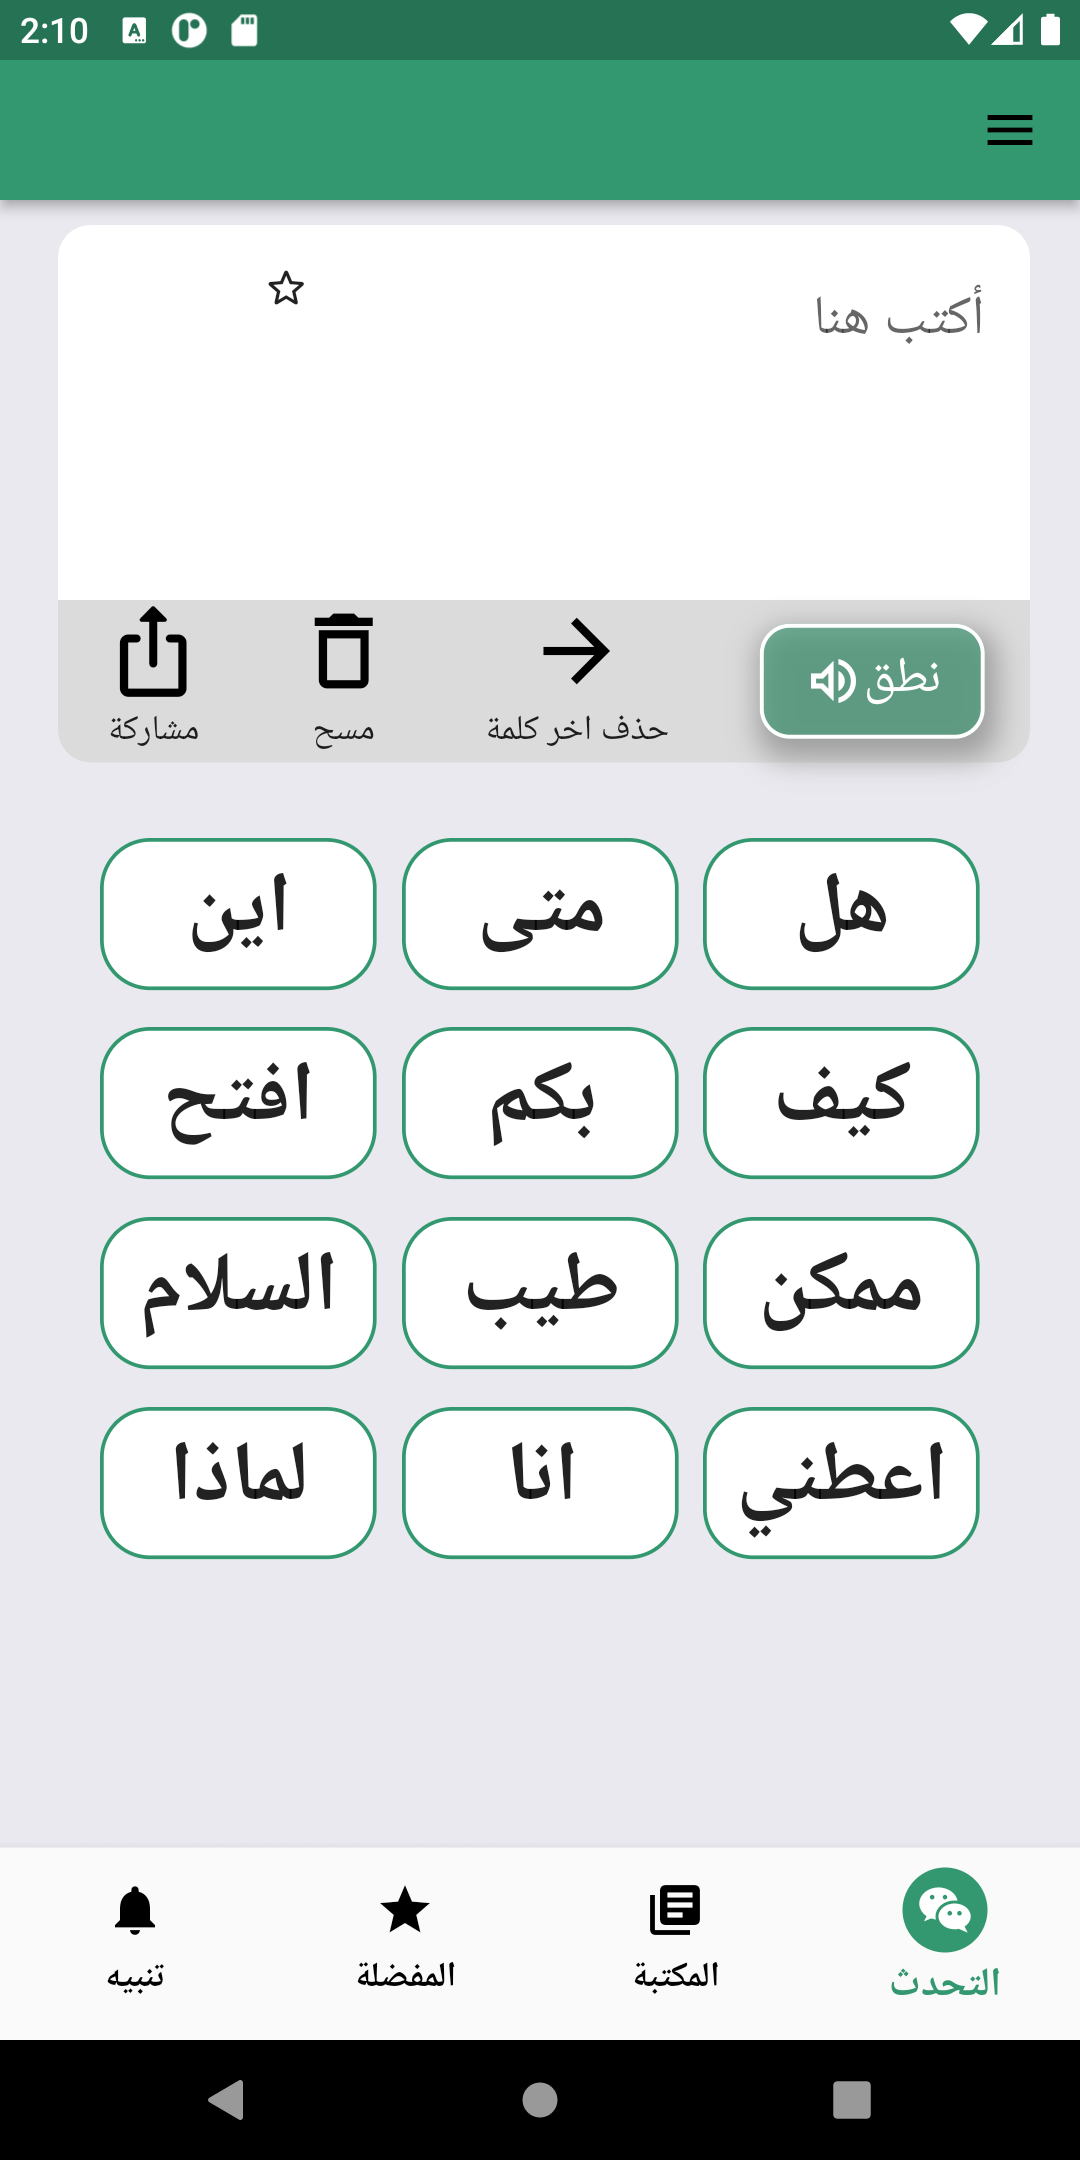 2:10
أكتب هنا
نطق
حذف اخر كلمة
مسح
مشاركة
هل
متى
اين
كيف
بكم
افتح
ممكن
طيب
السلام
اعطني
انا
لماذا
التحدث
المكتبة
المفضلة
تنبيه